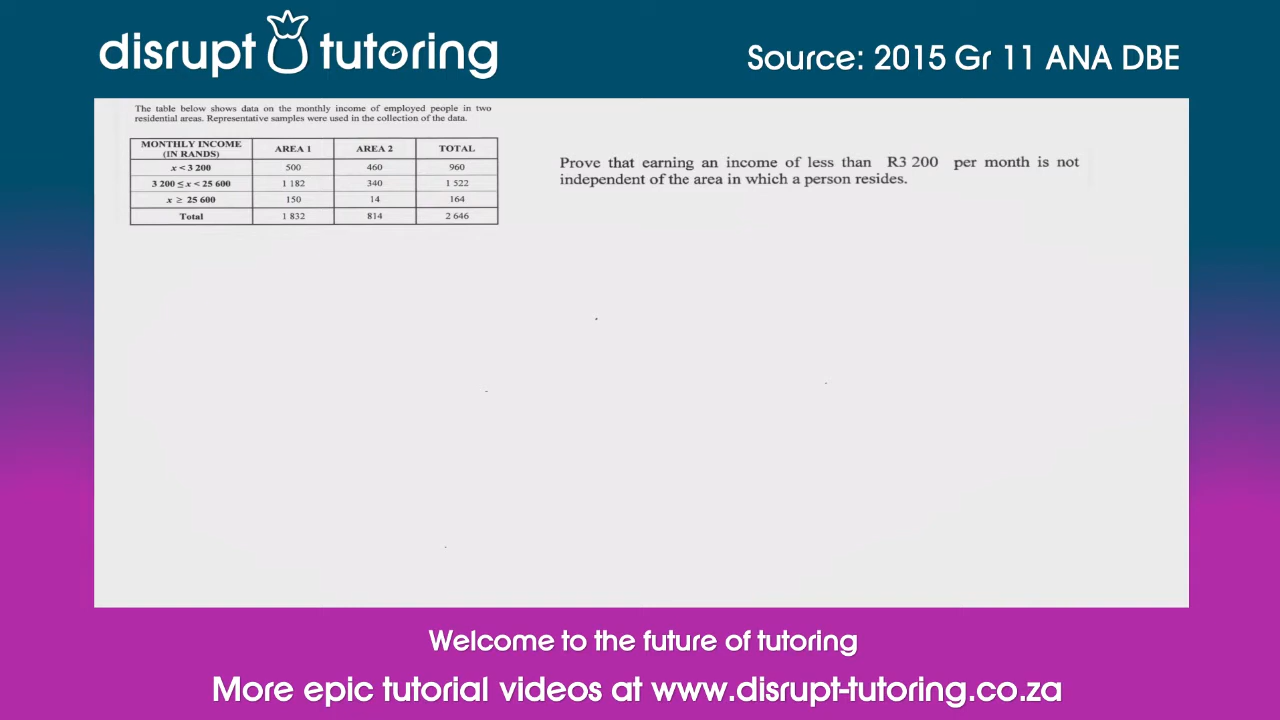 disrupt tutoring
Source: 2015 Gr 11 ANA DBE
The table below shows data on the monthly income of employed people in two
residential areas. Representative samples were used in the collection of the data.
MONTHLY INCOME (IN RANDS) AREA 1 AREA 2 TOTAL
x < 3 200 500 460 960
3 200 ≤ x < 25 600 1 182 340 1 522
x ≥ 25 600 150 14 164
Total 1 832 814 2 646
Prove that earning an income of less than R3 200 per month is not
independent of the area in which a person resides.
Welcome to the future of tutoring
More epic tutorial videos at www.disrupt-tutoring.co.za